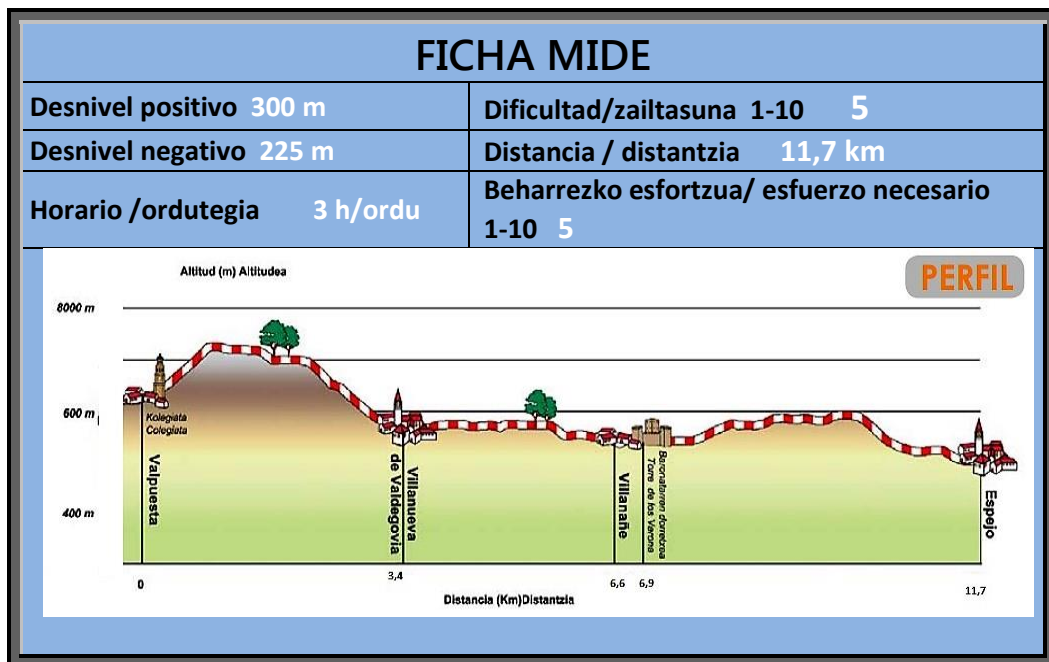 FICHA MIDE
Desnivel positivo 300 m
Dificultad/zailtasuna 1-10 5
Desnivel negativo 225 m
Distancia / distantzia 11,7 km
Horario /ordutegia 3 h/ordu
Beharrezko esfortzua/ esfuerzo necesario
1-10 5
Altitud (m) Altitudea
PERFIL
8000 m
600 m
400 m
Kolegiata
Colegiata
Valpuesta
Villanueva
de Valdegovia
Villanañe
Baronatarren dorretxea
Torre de los Varona
Espejo
0
3,4
6,6
6,9
11,7
Distancia (Km)Distantzia